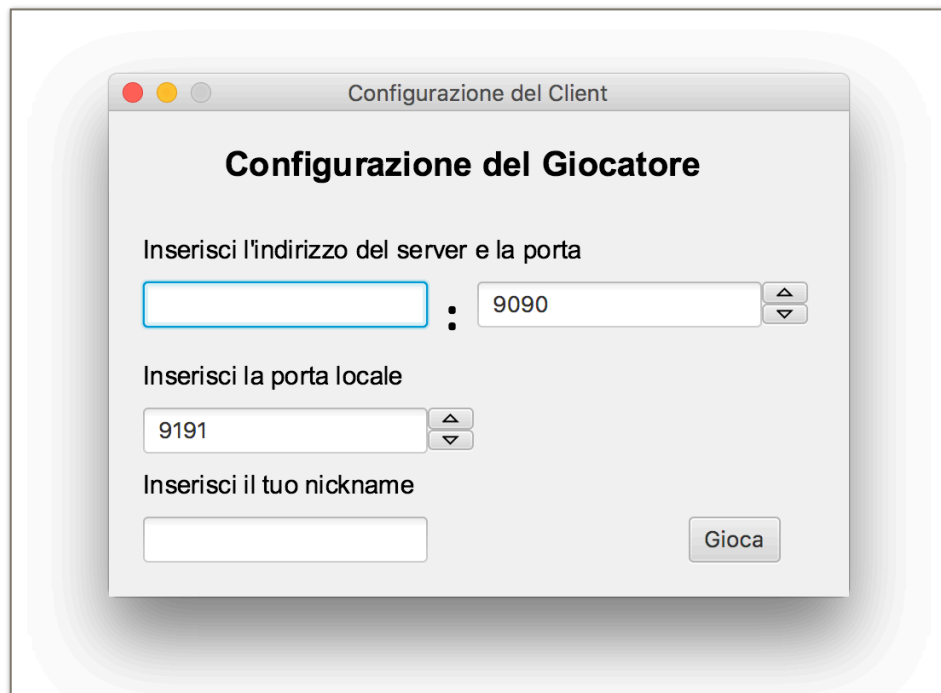 Configurazione del Client
Configurazione del Giocatore
Inserisci l'indirizzo del server e la porta
: 9090
Inserisci la porta locale
9191
Inserisci il tuo nickname
Gioca